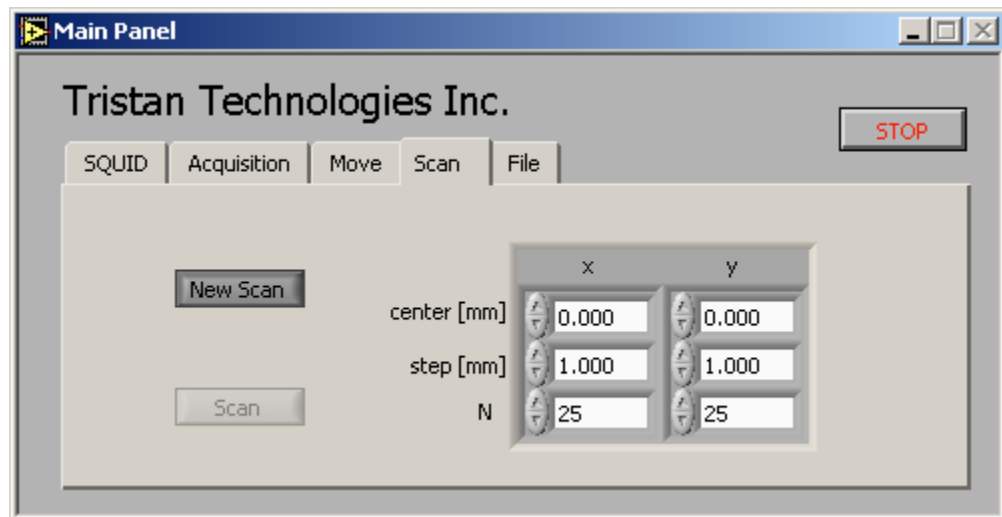 Main Panel
Tristan Technologies Inc.
STOP
SQUID Acquisition Move Scan File
x y
New Scan
center [mm] 0.000 0.000
step [mm] 1.000 1.000
Scan
N 25 25